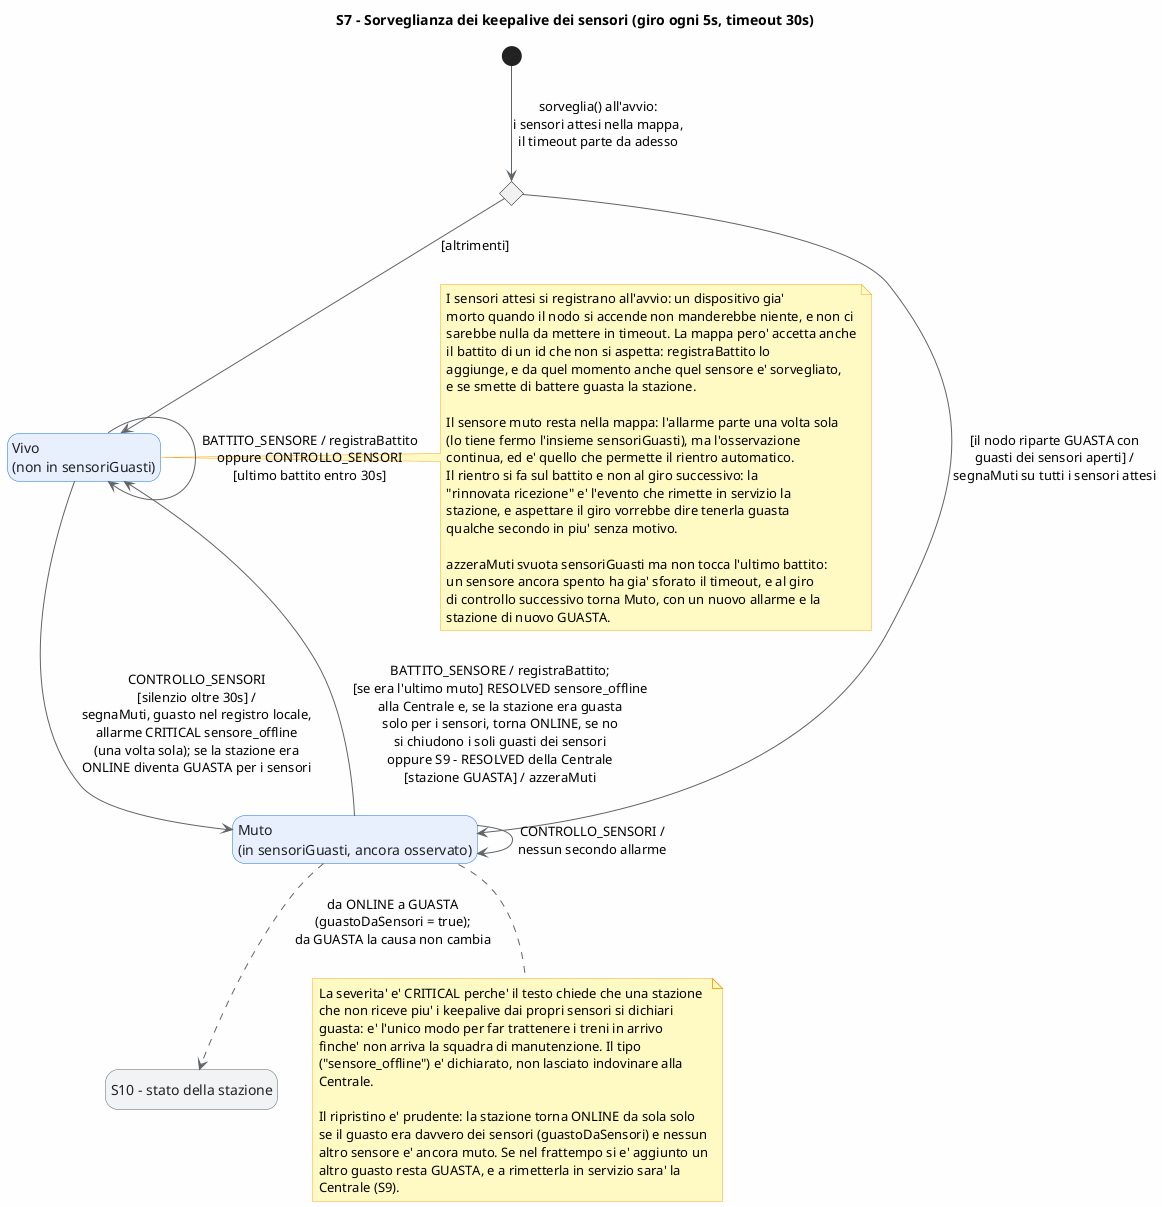 S7 - Sorveglianza dei keepalive dei sensori (giro ogni 5s, timeout 30s)
sorveglia() all'avvio:
i sensori attesi nella mappa,
il timeout parte da adesso
[altrimenti]
I sensori attesi si registrano all'avvio: un dispositivo gia'
morto quando il nodo si accende non manderebbe niente, e non ci
sarebbe nulla da mettere in timeout. La mappa pero' accetta anche
il battito di un id che non si aspetta: registraBattito lo
aggiunge, e da quel momento anche quel sensore e' sorvegliato,
e se smette di battere guasta la stazione.
Il sensore muto resta nella mappa: l'allarme parte una volta sola
(lo tiene fermo l'insieme sensoriGuasti), ma l'osservazione
continua, ed e' quello che permette il rientro automatico.
Il rientro si fa sul battito e non al giro successivo: la
"rinnovata ricezione" e' l'evento che rimette in servizio la
stazione, e aspettare il giro vorrebbe dire tenerla guasta
qualche secondo in piu' senza motivo.
azzeraMuti svuota sensoriGuasti ma non tocca l'ultimo battito:
un sensore ancora spento ha gia' sforato il timeout, e al giro
di controllo successivo torna Muto, con un nuovo allarme e la
stazione di nuovo GUASTA.
Vivo
(non in sensoriGuasti)
BATTITO_SENSORE / registraBattito
oppure CONTROLLO_SENSORI
[ultimo battito entro 30s]
[il nodo riparte GUASTA con
guasti dei sensori aperti] /
segnaMuti su tutti i sensori attesi
CONTROLLO_SENSORI
[silenzio oltre 30s] /
segnaMuti, guasto nel registro locale,
allarme CRITICAL sensore_offline
(una volta sola); se la stazione era
ONLINE diventa GUASTA per i sensori
BATTITO_SENSORE / registraBattito;
[se era l'ultimo muto] RESOLVED sensore_offline
alla Centrale e, se la stazione era guasta
solo per i sensori, torna ONLINE, se no
si chiudono i soli guasti dei sensori
oppure S9 - RESOLVED della Centrale
[stazione GUASTA] / azzeraMuti
Muto
(in sensoriGuasti, ancora osservato)
CONTROLLO_SENSORI /
nessun secondo allarme
da ONLINE a GUASTA
(guastoDaSensori = true);
da GUASTA la causa non cambia
S10 - stato della stazione
La severita' e' CRITICAL perche' il testo chiede che una stazione
che non riceve piu' i keepalive dai propri sensori si dichiari
guasta: e' l'unico modo per far trattenere i treni in arrivo
finche' non arriva la squadra di manutenzione. Il tipo
("sensore_offline") e' dichiarato, non lasciato indovinare alla
Centrale.
Il ripristino e' prudente: la stazione torna ONLINE da sola solo
se il guasto era davvero dei sensori (guastoDaSensori) e nessun
altro sensore e' ancora muto. Se nel frattempo si e' aggiunto un
altro guasto resta GUASTA, e a rimetterla in servizio sara' la
Centrale (S9).